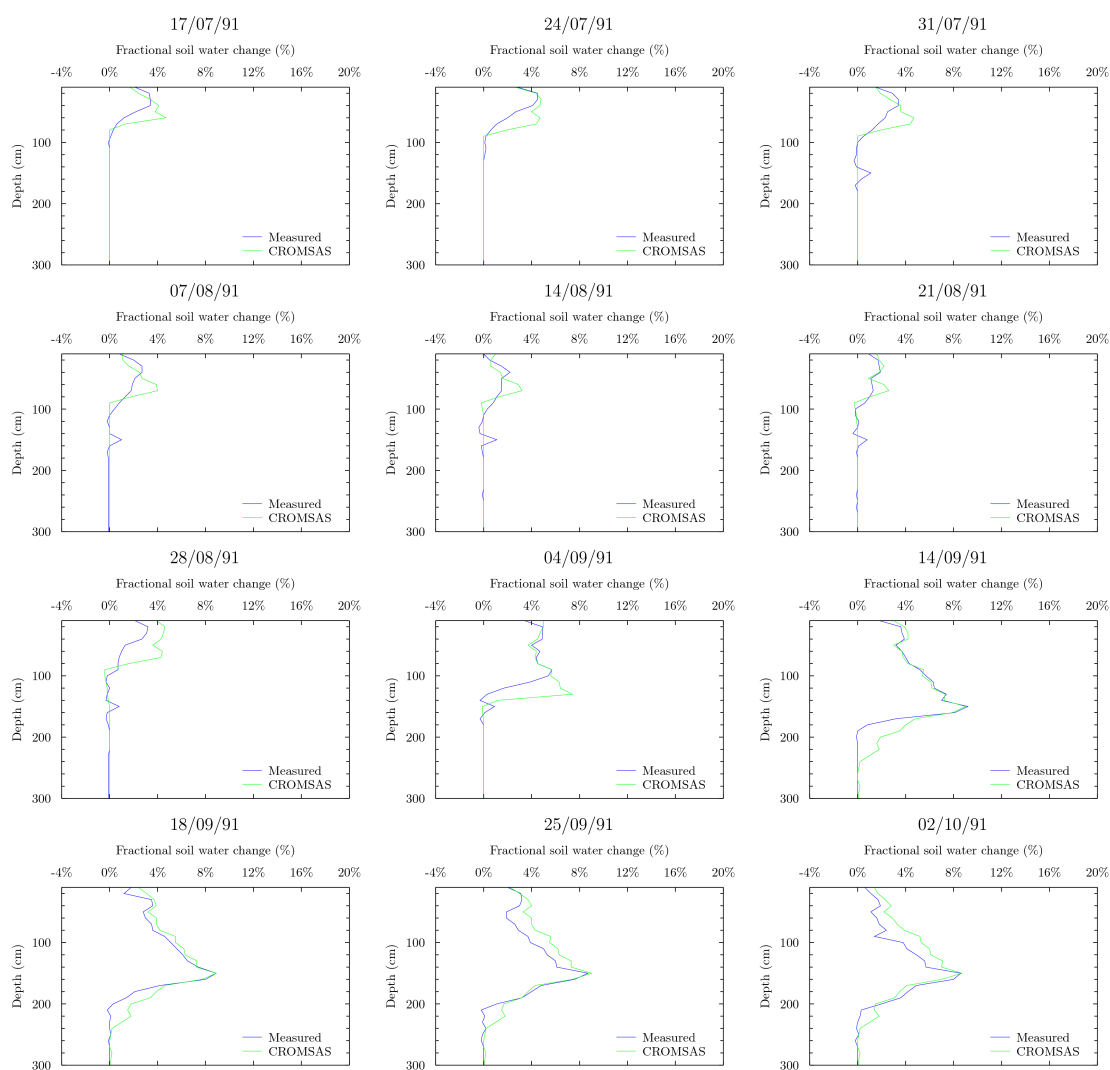 17/07/91 24/07/91 31/07/91
Fractional soil water change (%) Fractional soil water change (%) Fractional soil water change (%)
-4% 0% 4% 8% 12% 16% 20% -4% 0% 4% 8% 12% 16% 20% -4% 0% 4% 8% 12% 16% 20%
100 100 100
Depth (cm) Depth (cm) Depth (cm)
200 200 200
Measured Measured Measured
CROMSAS CROMSAS CROMSAS
300 300 300
07/08/91 14/08/91 21/08/91
Fractional soil water change (%) Fractional soil water change (%) Fractional soil water change (%)
-4% 0% 4% 8% 12% 16% 20% -4% 0% 4% 8% 12% 16% 20% -4% 0% 4% 8% 12% 16% 20%
100 100 100
Depth (cm) Depth (cm) Depth (cm)
200 200 200
Measured Measured Measured
CROMSAS CROMSAS CROMSAS
300 300 300
28/08/91 04/09/91 14/09/91
Fractional soil water change (%) Fractional soil water change (%) Fractional soil water change (%)
-4% 0% 4% 8% 12% 16% 20% -4% 0% 4% 8% 12% 16% 20% -4% 0% 4% 8% 12% 16% 20%
100 100 100
Depth (cm) Depth (cm) Depth (cm)
200 200 200
Measured Measured Measured
CROMSAS CROMSAS CROMSAS
300 300 300
18/09/91 25/09/91 02/10/91
Fractional soil water change (%) Fractional soil water change (%) Fractional soil water change (%)
-4% 0% 4% 8% 12% 16% 20% -4% 0% 4% 8% 12% 16% 20% -4% 0% 4% 8% 12% 16% 20%
100 100 100
Depth (cm) Depth (cm) Depth (cm)
200 200 200
Measured Measured Measured
CROMSAS CROMSAS CROMSAS
300 300 300